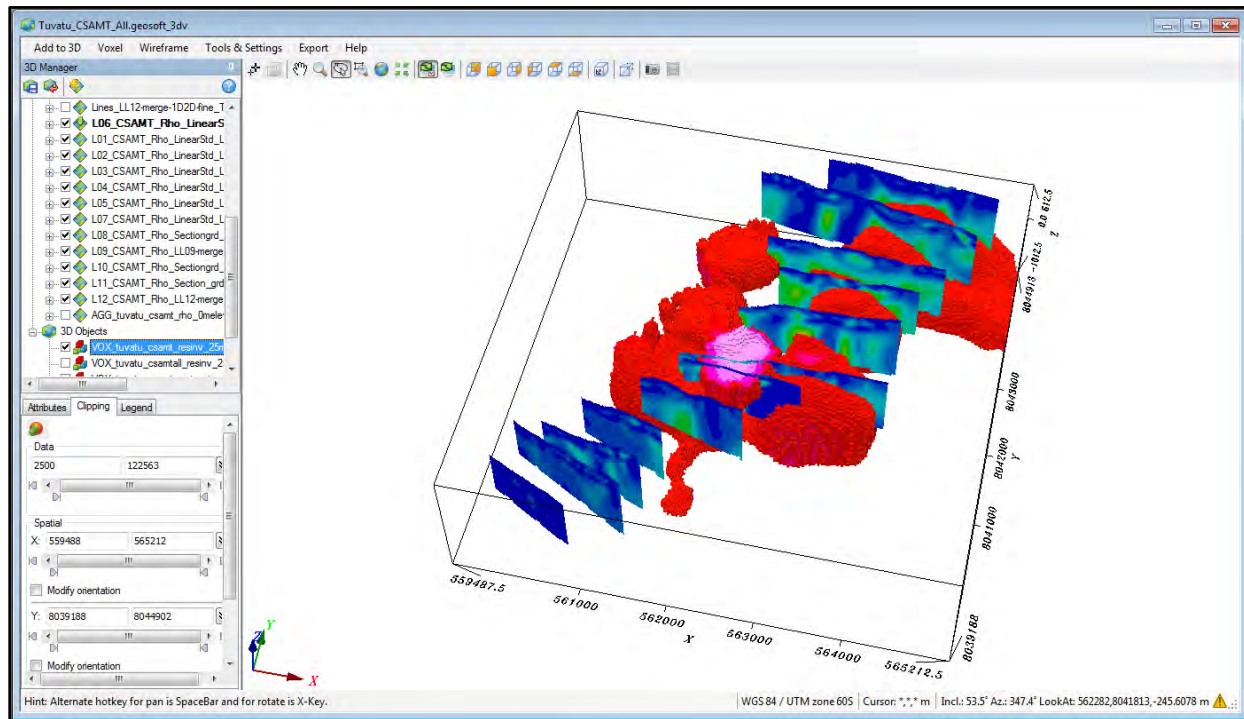 Tuvatu_CSAMT_All.geosoft_3dv
Add to 3D Voxel Wireframe Tools & Settings Export Help
3D Manager
Lines_LL12-merge-1D2D-fine_T
L06_CSAMT_Rho_LinearS
L01_CSAMT_Rho_LinearStd_L
L02_CSAMT_Rho_LinearStd_L
L03_CSAMT_Rho_LinearStd_L
L04_CSAMT_Rho_LinearStd_L
L05_CSAMT_Rho_LinearStd_L
L07_CSAMT_Rho_LinearStd_L
L08_CSAMT_Rho_Sectiongrd_
L09_CSAMT_Rho_LL09-merge
L10_CSAMT_Rho_Sectiongrd_
L11_CSAMT_Rho_Section_grd
L12_CSAMT_Rho_LL12-merge
AGG_tuvatu_csamt_rho_0mele
3D Objects
VOX_tuvatu_csamt_resinv_25m
VOX_tuvatu_csamtall_resinv_2
Attributes Clipping Legend
Data
2500 122563
Spatial
X: 559488 565212
Modify orientation
Y: 8039188 8044902
Modify orientation
0.0 612.5
Z
-1012.5
8044913
8043000
8042000
Y
8041000
8039188
559487.5
561000
562000
X
563000
564000
565212.5
Z Y
X
Hint: Alternate hotkey for pan is SpaceBar and for rotate is X-Key.
WGS 84 / UTM zone 60S Cursor: *,*,* m Incl.: 53.5° Az.: 347.4° LookAt: 562282,8041813,-245.6078 m